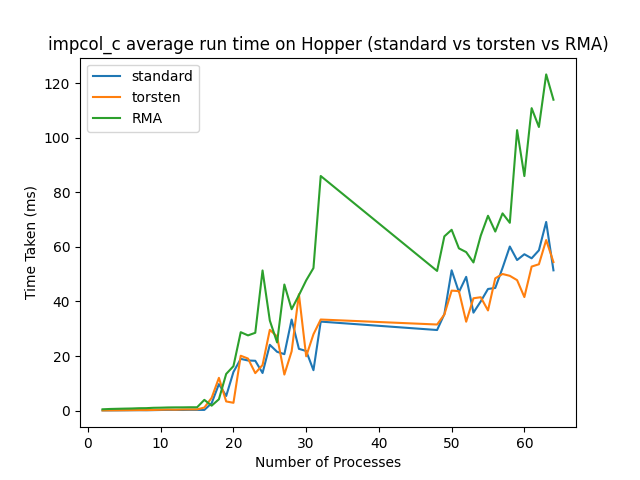 impcol_c average run time on Hopper (standard vs torsten vs RMA)
standard
torsten
RMA
Time Taken (ms)
120
100
80
60
40
20
0
0 10 20 30 40 50 60
Number of Processes